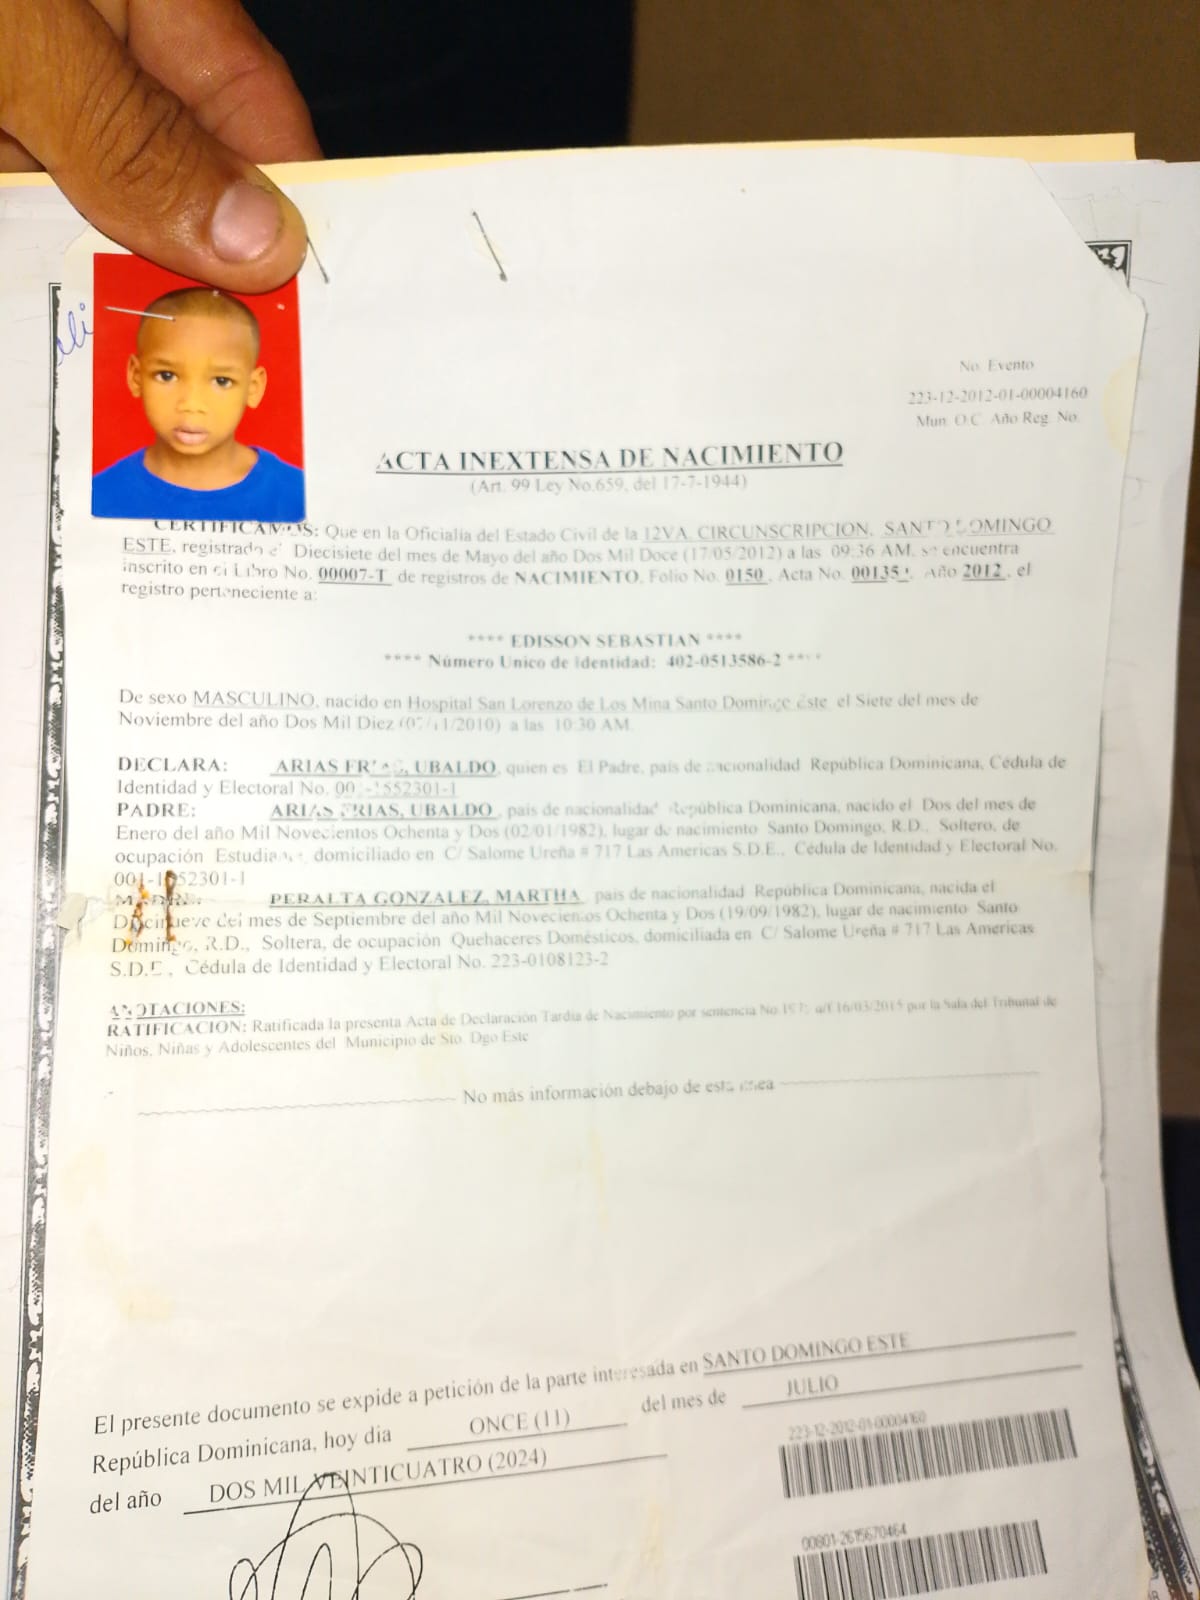 No. Evento
223-12-2012-01-00004160
Mun. O.C. Año Reg. No.
ACTA INEXTENSA DE NACIMIENTO
(Art. 99 Ley No.659, del 17-7-1944)
CERTIFICAMOS: Que en la Oficialía del Estado Civil de la 12VA. CIRCUNSCRIPCION, SANTO DOMINGO
ESTE, registrado el Diecisiete del mes de Mayo del año Dos Mil Doce (17/05/2012) a las 09:36 AM, se encuentra
inscrito en el Libro No. 00007-T de registros de NACIMIENTO, Folio No. 0150, Acta No. Año 2012, el
registro perteneciente a:
**** EDISSON SEBASTIAN ****
**** Número Unico de Identidad: 402-0513586-2 ****
De sexo MASCULINO, nacido en Hospital San Lorenzo de Los Mina Santo Domingo Este, el Siete del mes de
Noviembre del año Dos Mil Diez (07/11/2010) a las 10:30 AM.
DECLARA: ARIAS FRIAS, UBALDO, quien es El Padre, país de nacionalidad República Dominicana, Cédula de
Identidad y Electoral No.
PADRE: ARIAS FRIAS, UBALDO, país de nacionalidad República Dominicana, nacido el Dos del mes de
Enero del año Mil Novecientos Ochenta y Dos (02/01/1982), lugar de nacimiento Santo Domingo, R.D., Soltero, de
ocupación Estudiante, domiciliado en C/ Salome Ureña # 717 Las Americas S.D.E., Cédula de Identidad y Electoral No.
MADRE: PERALTA GONZALEZ, MARTHA, país de nacionalidad República Dominicana, nacida el
Diecinueve del mes de Septiembre del año Mil Novecientos Ochenta y Dos (19/09/1982), lugar de nacimiento Santo
Domingo, R.D., Soltera, de ocupación Quehaceres Domésticos, domiciliada en C/ Salome Ureña # 717 Las Americas
S.D.E., Cédula de Identidad y Electoral No. 223-0108123-2
ANOTACIONES:
RATIFICACION: Ratificada la presente Acta de Declaración Tardía de Nacimiento por sentencia No. d/f 16/03/2015 por la Sala del Tribunal de
Niños, Niñas y Adolescentes del Municipio de Sto. Dgo Este
No más información debajo de esta línea
El presente documento se expide a petición de la parte interesada en SANTO DOMINGO ESTE
República Dominicana, hoy dia ONCE (11) del mes de JULIO
del año DOS MIL VEINTICUATRO (2024)
223-12-2012-01-00004160
00801-2615670464